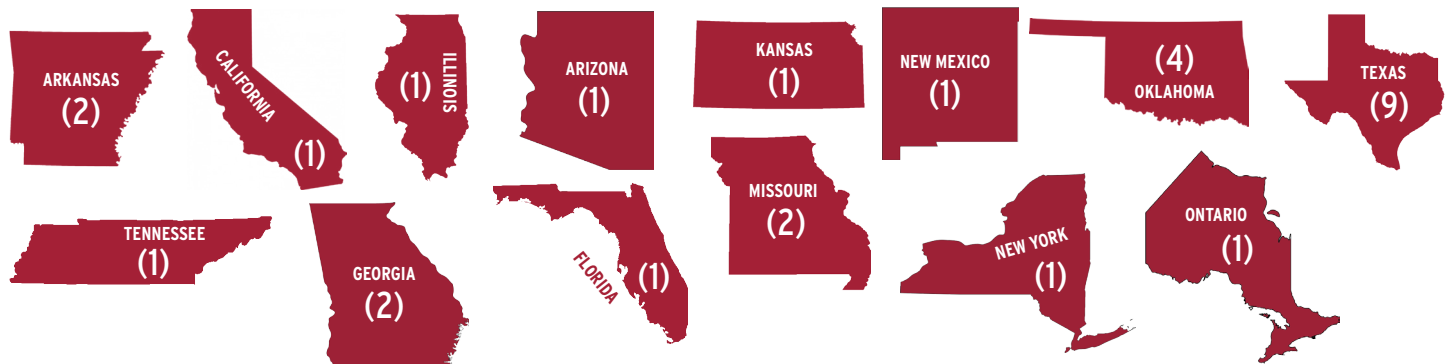 ARKANSAS
(2)
CALIFORNIA
(1)
ILLINOIS
(1)
ARIZONA
(1)
KANSAS
(1)
NEW MEXICO
(1)
(4)
OKLAHOMA
TEXAS
(9)
TENNESSEE
(1)
GEORGIA
(2)
FLORIDA
(1)
MISSOURI
(2)
NEW YORK
(1)
ONTARIO
(1)